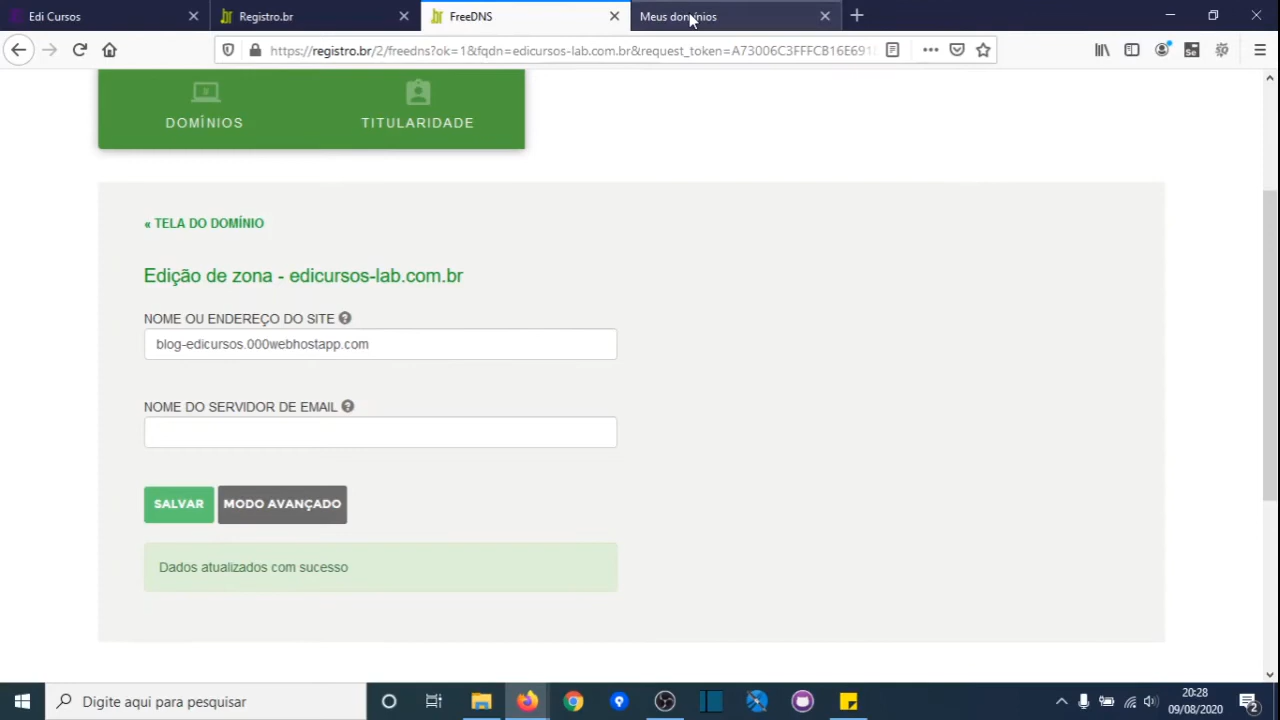 Edi Cursos
Registro.br
FreeDNS
Meus domínios
https://registro.br/2/freedns?ok=1&fqdn=edicursos-lab.com.br&request_token=A73006C3FFFCB16E691
DOMÍNIOS
TITULARIDADE
« TELA DO DOMÍNIO
Edição de zona - edicursos-lab.com.br
NOME OU ENDEREÇO DO SITE
blog-edicursos.000webhostapp.com
NOME DO SERVIDOR DE EMAIL
SALVAR
MODO AVANÇADO
Dados atualizados com sucesso
Digite aqui para pesquisar
20:28
09/08/2020
2